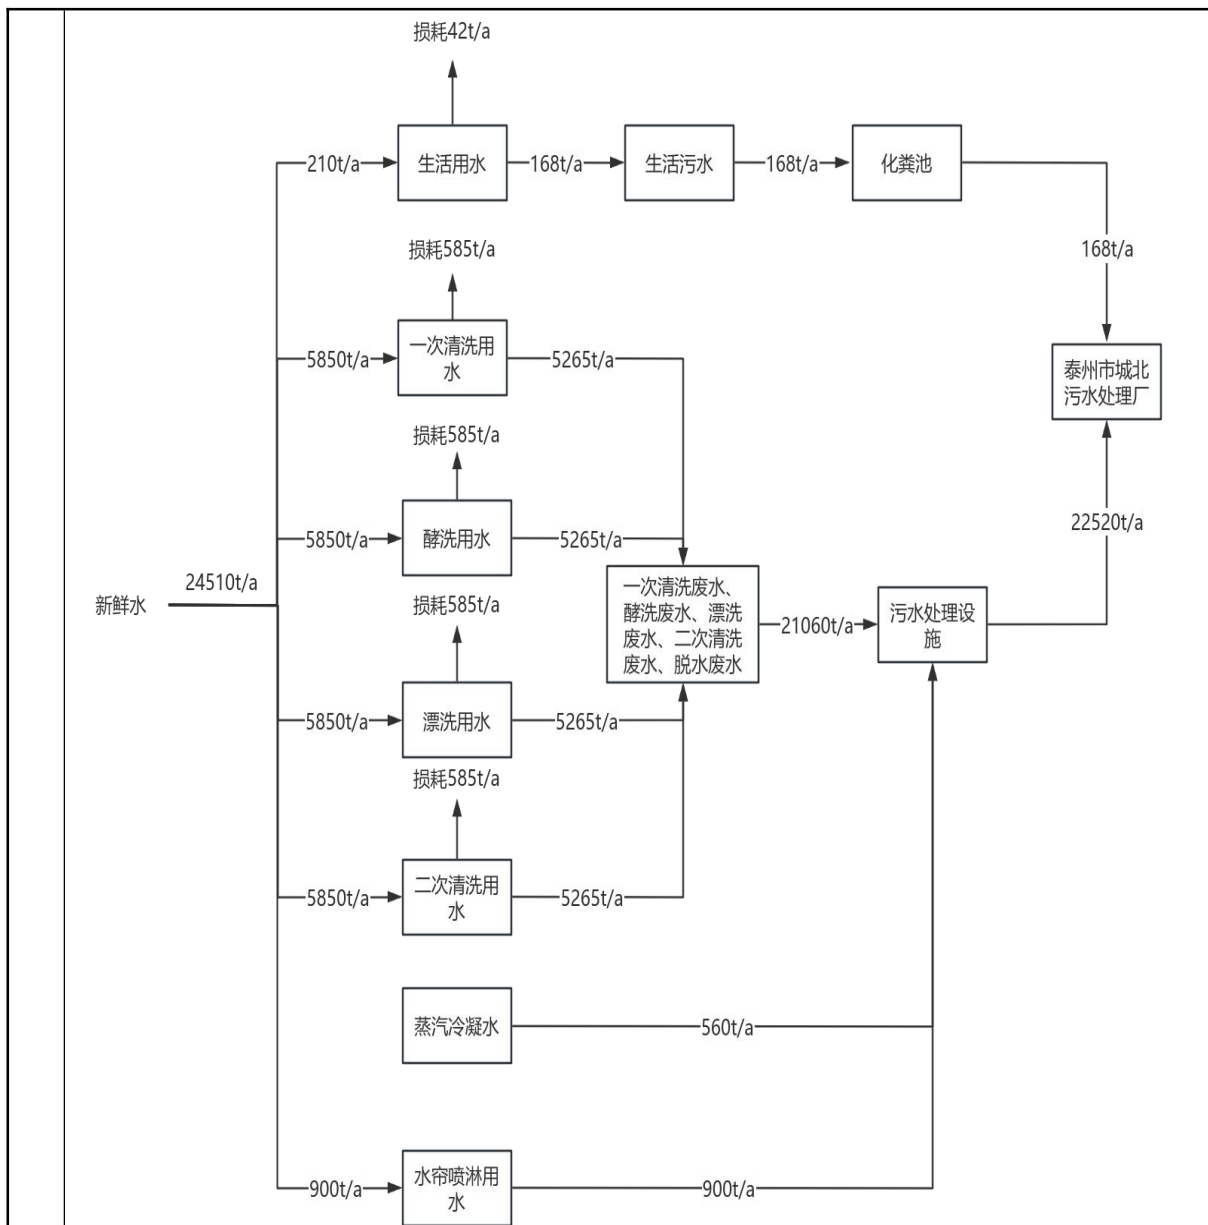 损耗42t/a
210t/a
生活用水
168t/a
生活污水
168t/a
化粪池
168t/a
损耗585t/a
5850t/a
一次清洗用
水
5265t/a
泰州市城北
污水处理厂
损耗585t/a
5850t/a
酵洗用水
5265t/a
22520t/a
新鲜水
24510t/a
一次清洗废水、
酵洗废水、漂洗
废水、二次清洗
废水、脱水废水
21060t/a
污水处理设
施
损耗585t/a
5850t/a
漂洗用水
5265t/a
损耗585t/a
5850t/a
二次清洗用
水
5265t/a
蒸汽冷凝水
560t/a
900t/a
水帘喷淋用
水
900t/a